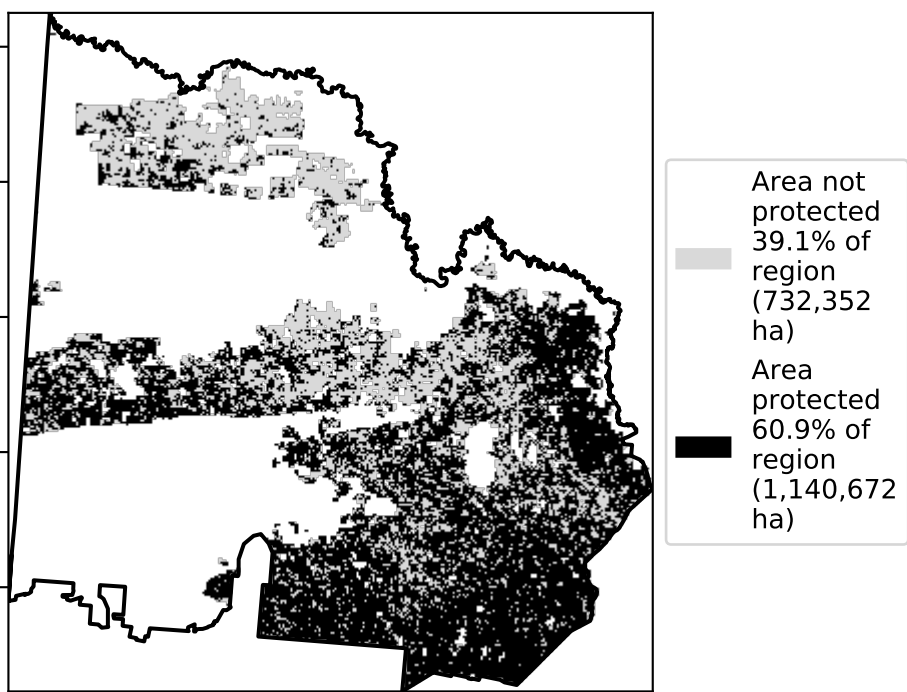 Area not
protected
39.1% of
region
(732,352
ha)
Area
protected
60.9% of
region
(1,140,672
ha)